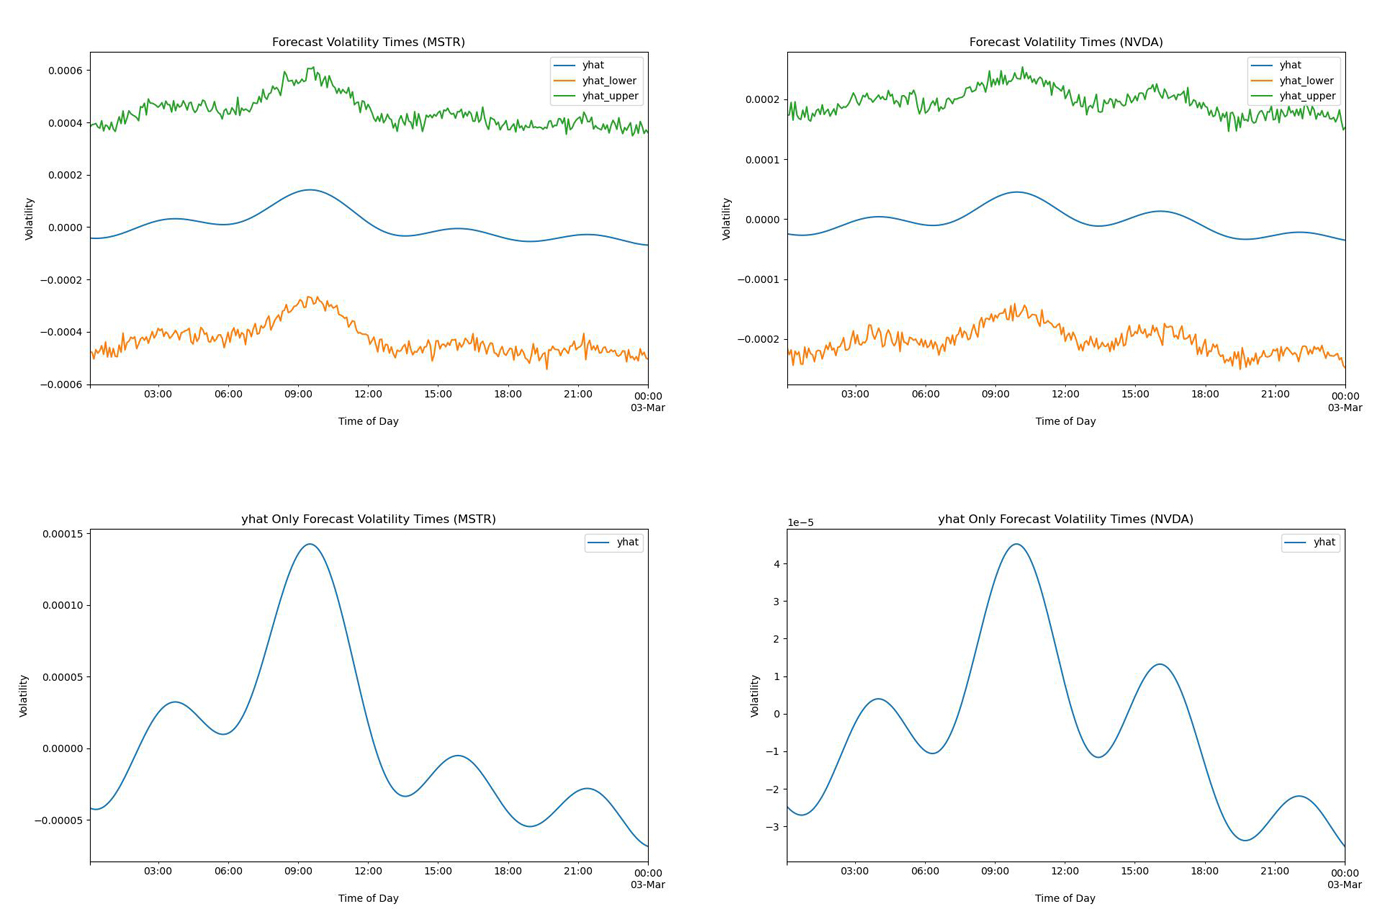 Forecast Volatility Times (MSTR)
0.0006
0.0004
0.0002
0.0000
−0.0002
−0.0004
−0.0006
Volatility
yhat
yhat_lower
yhat_upper
03:00 06:00 09:00 12:00 15:00 18:00 21:00 00:00
03-Mar
Time of Day
Forecast Volatility Times (NVDA)
0.0002
0.0001
0.0000
−0.0001
−0.0002
Volatility
yhat
yhat_lower
yhat_upper
03:00 06:00 09:00 12:00 15:00 18:00 21:00 00:00
03-Mar
Time of Day
yhat Only Forecast Volatility Times (MSTR)
0.00015
0.00010
0.00005
0.00000
−0.00005
Volatility
yhat
03:00 06:00 09:00 12:00 15:00 18:00 21:00 00:00
03-Mar
Time of Day
yhat Only Forecast Volatility Times (NVDA)
1e−5
4
3
2
1
0
−1
−2
−3
Volatility
yhat
03:00 06:00 09:00 12:00 15:00 18:00 21:00 00:00
03-Mar
Time of Day